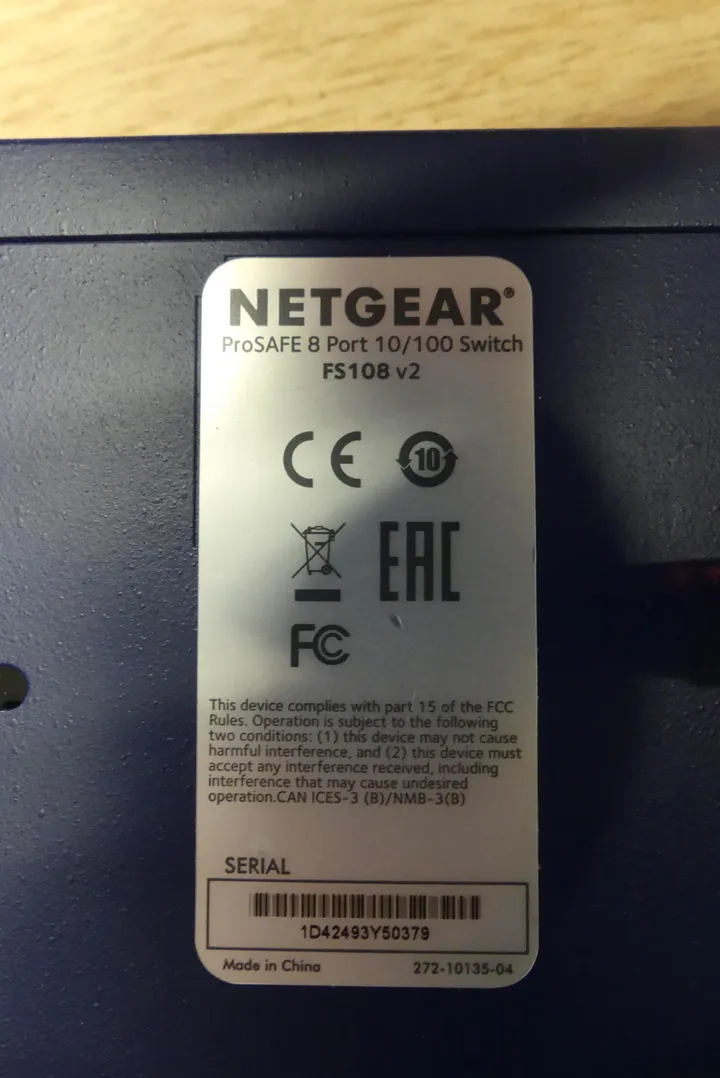 NETGEAR®
ProSAFE 8 Port 10/100 Switch
FS108 v2
CE 10
EAC
FC
This device complies with part 15 of the FCC
Rules. Operation is subject to the following
two conditions: (1) this device may not cause
harmful interference, and (2) this device must
accept any interference received, including
interference that may cause undesired
operation.CAN ICES-3 (B)/NMB-3(B)
SERIAL
1D42493Y50379
Made in China 272-10135-04